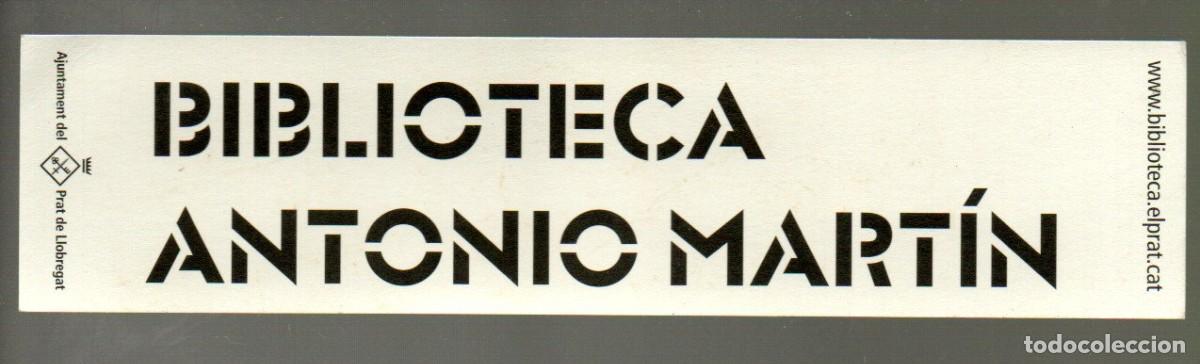 Ajuntament del Prat de Llobregat
BIBLIOTECA
ANTONIO MARTÍN
www.biblioteca.elprat.cat
todocoleccion